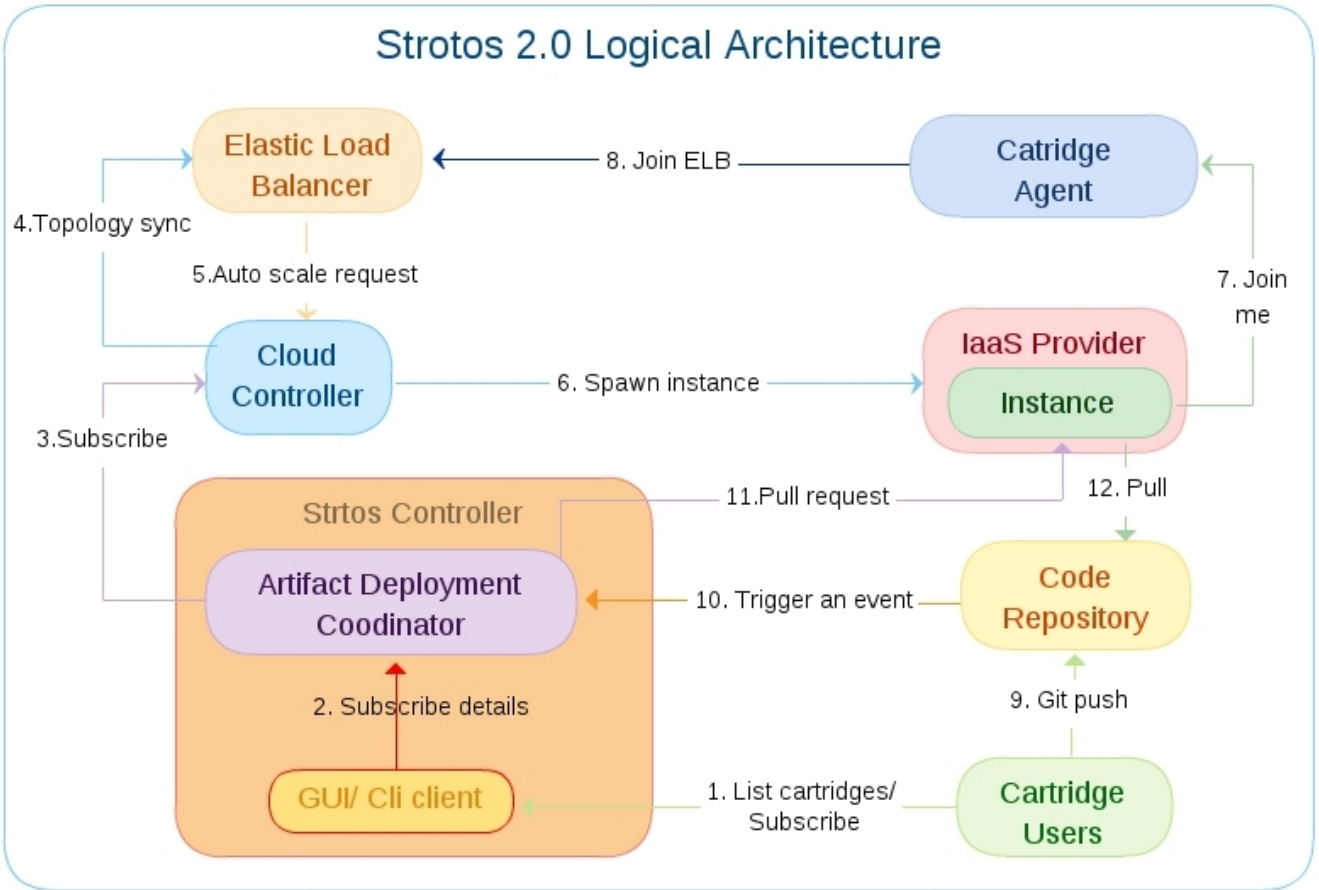 Strotos 2.0 Logical Architecture
Elastic Load
Balancer
8. Join ELB
Catridge
Agent
4.Topology sync
5.Auto scale request
7. Join
me
Cloud
Controller
6. Spawn instance
IaaS Provider
Instance
3.Subscribe
11.Pull request
12. Pull
Strtos Controller
Artifact Deployment
Coodinator
10. Trigger an event
Code
Repository
2. Subscribe details
9. Git push
GUI/ Cli client
1. List cartridges/
Subscribe
Cartridge
Users